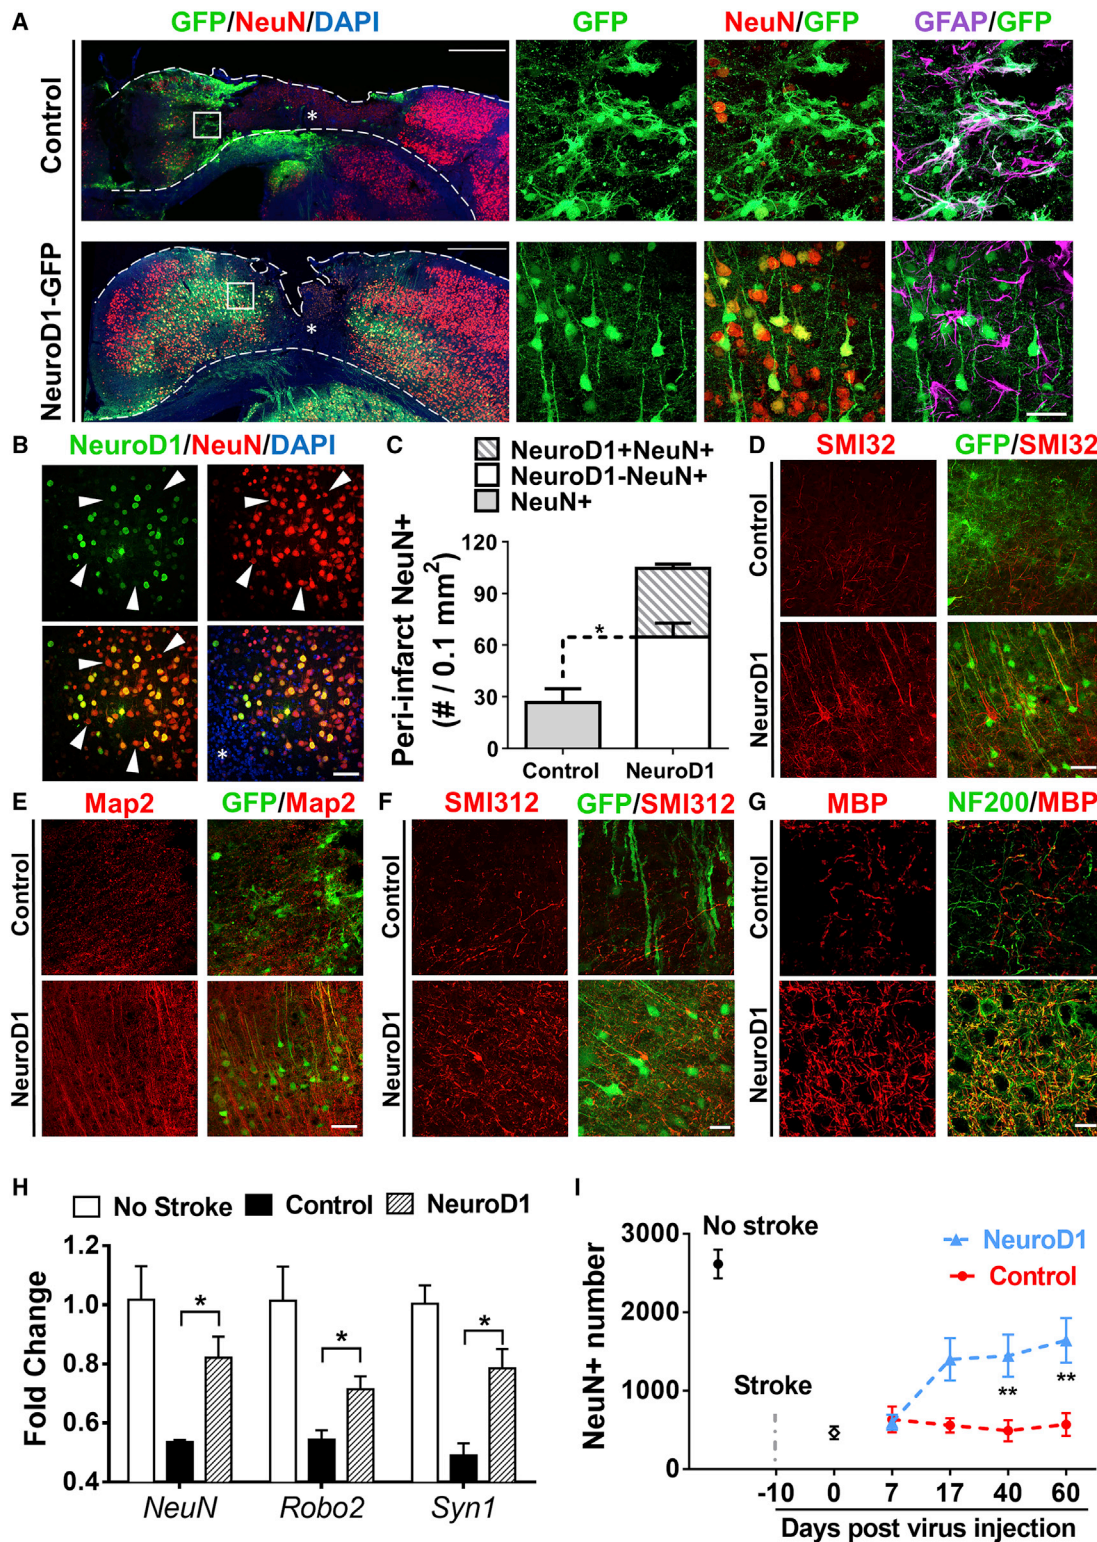 A
GFP/NeuN/DAPI
GFP
NeuN/GFP
GFAP/GFP
Control
*
NeuroD1-GFP
*
B
NeuroD1/NeuN/DAPI
*
C
NeuroD1+NeuN+
NeuroD1-NeuN+
NeuN+
Peri-infarct NeuN+
(# / 0.1 mm²)
120
90
60
30
0
*
Control
NeuroD1
D
SMI32
GFP/SMI32
Control
NeuroD1
E
Map2
GFP/Map2
Control
NeuroD1
F
SMI312
GFP/SMI312
Control
NeuroD1
G
MBP
NF200/MBP
Control
NeuroD1
H
No Stroke
Control
NeuroD1
Fold Change
1.2
1.0
0.8
0.6
0.4
*
*
*
NeuN
Robo2
Syn1
I
NeuN+ number
3000
2000
1000
0
No stroke
NeuroD1
Control
Stroke
**
**
-10 0 7 17 40 60
Days post virus injection